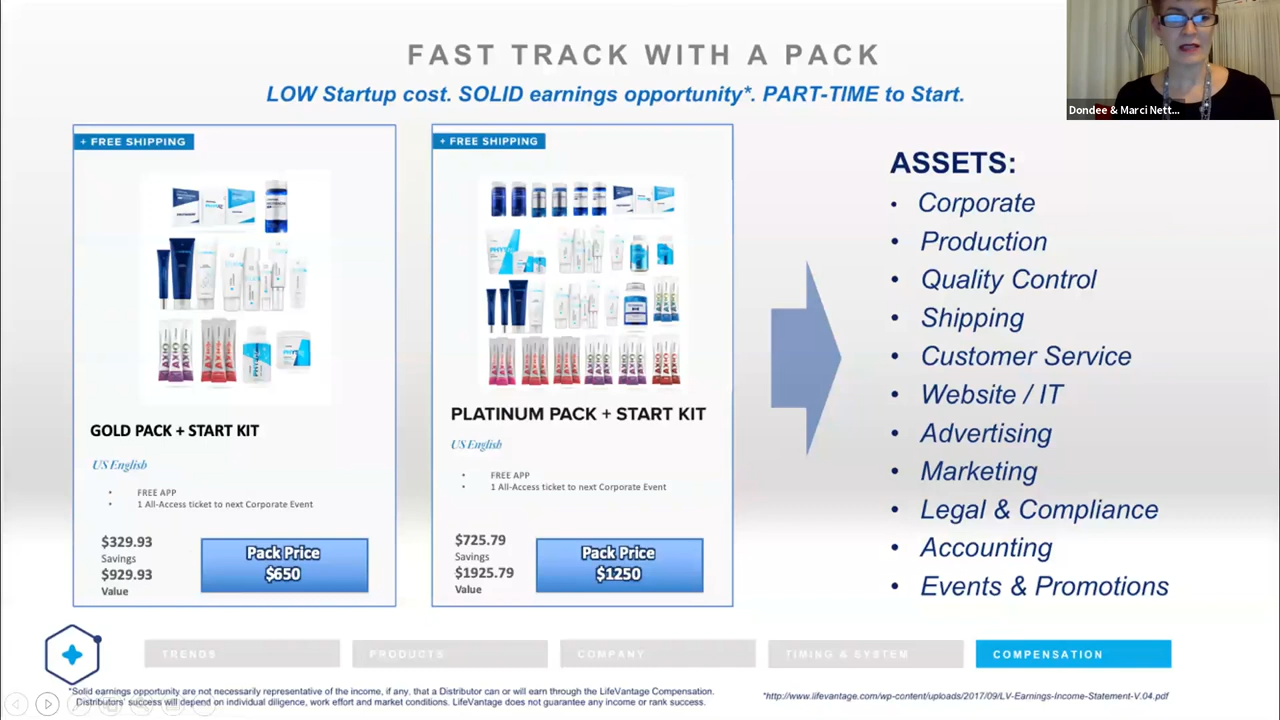 FAST TRACK WITH A PACK
LOW Startup cost. SOLID earnings opportunity*. PART-TIME to Start.
Dondee & Marci Nett...
+ FREE SHIPPING
GOLD PACK + START KIT
US English
• FREE APP
• 1 All-Access ticket to next Corporate Event
$329.93
Savings
$929.93
Value
Pack Price
$650
+ FREE SHIPPING
PLATINUM PACK + START KIT
US English
• FREE APP
• 1 All-Access ticket to next Corporate Event
$725.79
Savings
$1925.79
Value
Pack Price
$1250
ASSETS:
• Corporate
• Production
• Quality Control
• Shipping
• Customer Service
• Website / IT
• Advertising
• Marketing
• Legal & Compliance
• Accounting
• Events & Promotions
TRENDS
PRODUCTS
COMPANY
TIMING & SYSTEM
COMPENSATION
*Solid earnings opportunity are not necessarily representative of the income, if any, that a Distributor can or will earn through the LifeVantage Compensation.
Distributors' success will depend on individual diligence, work effort and market conditions. LifeVantage does not guarantee any income or rank success.
*http://www.lifevantage.com/wp-content/uploads/2017/09/LV-Earnings-Income-Statement-V.04.pdf